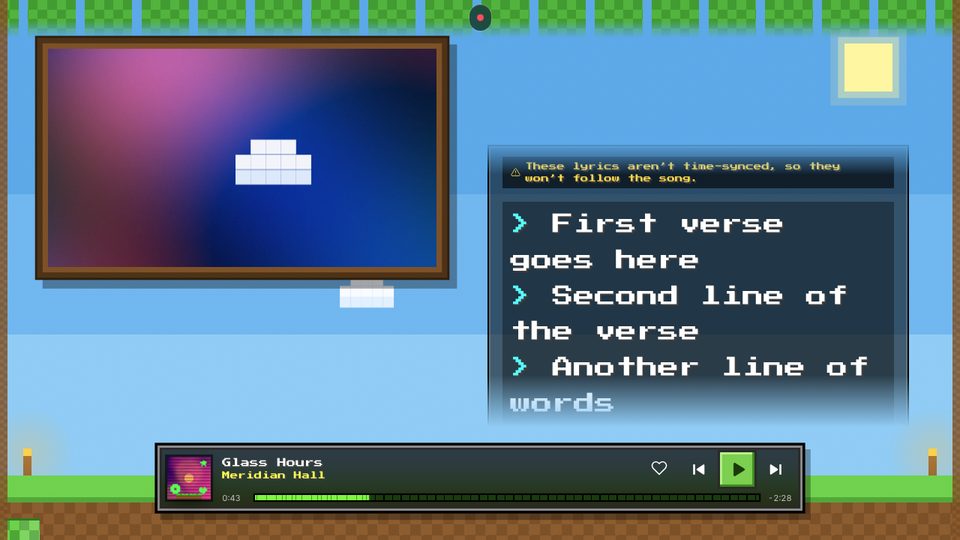 These lyrics aren't time-synced, so they
won't follow the song.
> First verse
goes here
> Second line of
the verse
> Another line of
words
Glass Hours
Meridian Hall
0:43
-2:28